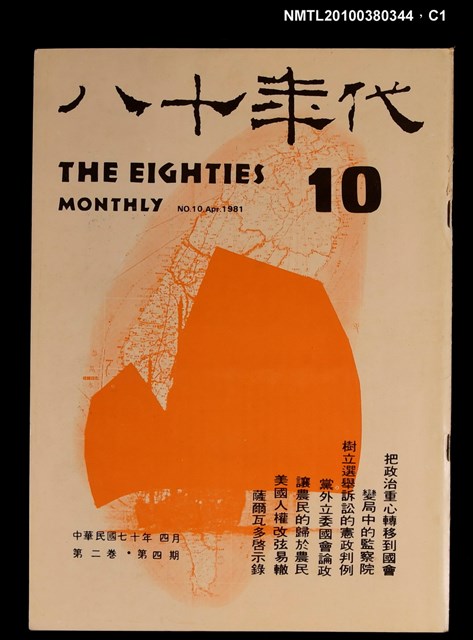 NMTL20100380344，C1
八十年代
THE EIGHTIES
MONTHLY NO.10.Apr.1981
10
把政治重心轉移到國會
變局中的監察院
樹立選舉訴訟的憲政判例
黨外立委國會論政
讓農民的歸於農民
美國人權改弦易轍
薩爾瓦多啓示錄
中華民國七十年 四月
第二卷・第四期